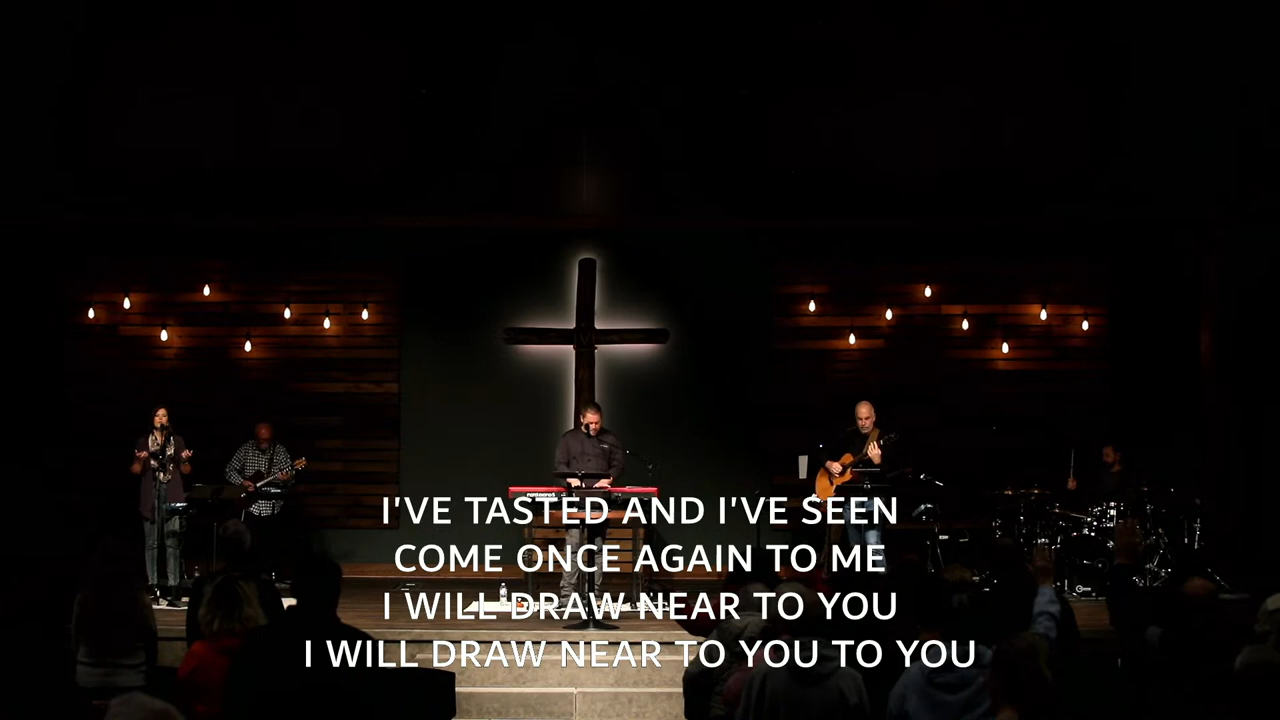 I'VE TASTED AND I'VE SEEN
COME ONCE AGAIN TO ME
I WILL DRAW NEAR TO YOU
I WILL DRAW NEAR TO YOU TO YOU